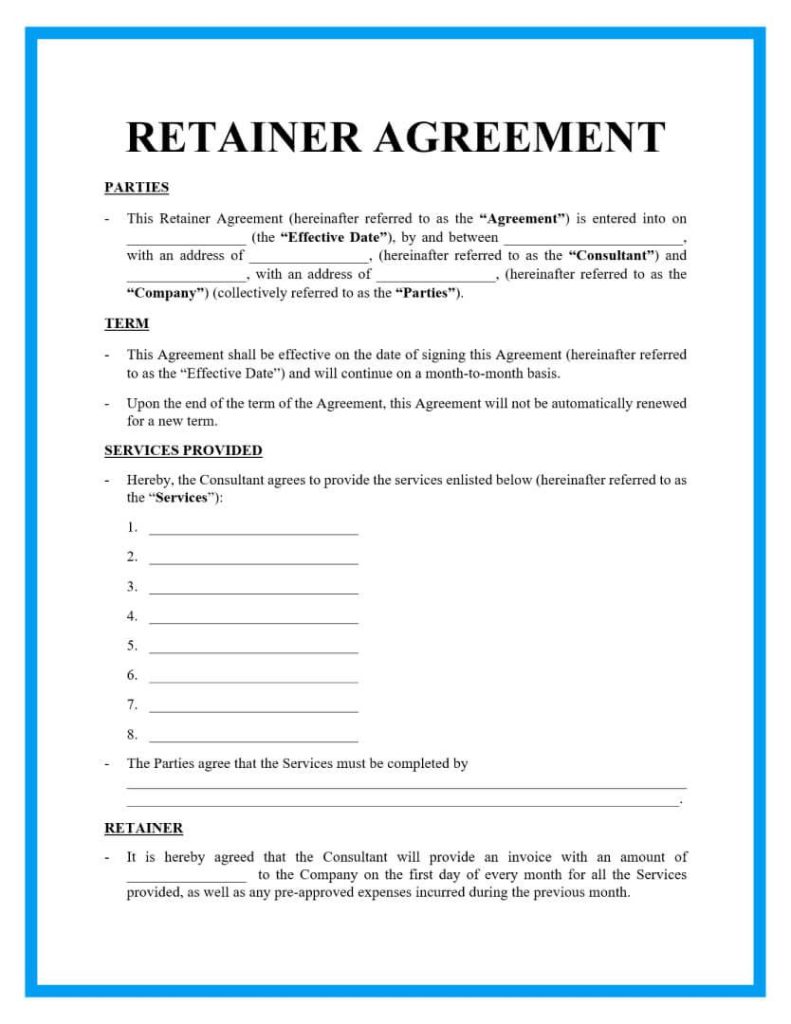 RETAINER AGREEMENT
PARTIES
- This Retainer Agreement (hereinafter referred to as the “Agreement”) is entered into on
________________ (the “Effective Date”), by and between ________________________,
with an address of ________________, (hereinafter referred to as the “Consultant”) and
________________, with an address of ________________, (hereinafter referred to as the
“Company”) (collectively referred to as the “Parties”).
TERM
- This Agreement shall be effective on the date of signing this Agreement (hereinafter referred
to as the “Effective Date”) and will continue on a month-to-month basis.
- Upon the end of the term of the Agreement, this Agreement will not be automatically renewed
for a new term.
SERVICES PROVIDED
- Hereby, the Consultant agrees to provide the services enlisted below (hereinafter referred to as
the “Services”):
1. ____________________________
2. ____________________________
3. ____________________________
4. ____________________________
5. ____________________________
6. ____________________________
7. ____________________________
8. ____________________________
- The Parties agree that the Services must be completed by
___________________________________________________________________________
__________________________________________________________________________.
RETAINER
- It is hereby agreed that the Consultant will provide an invoice with an amount of
________________ to the Company on the first day of every month for all the Services
provided, as well as any pre-approved expenses incurred during the previous month.